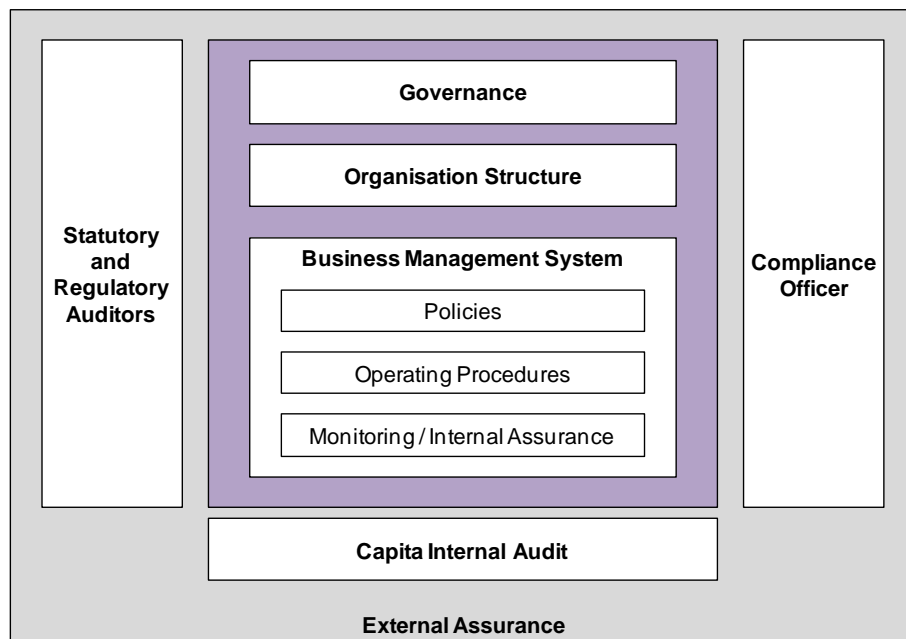 Governance
Organisation Structure
Statutory
and
Regulatory
Auditors
Business Management System
Policies
Operating Procedures
Monitoring / Internal Assurance
Compliance
Officer
Capita Internal Audit
External Assurance